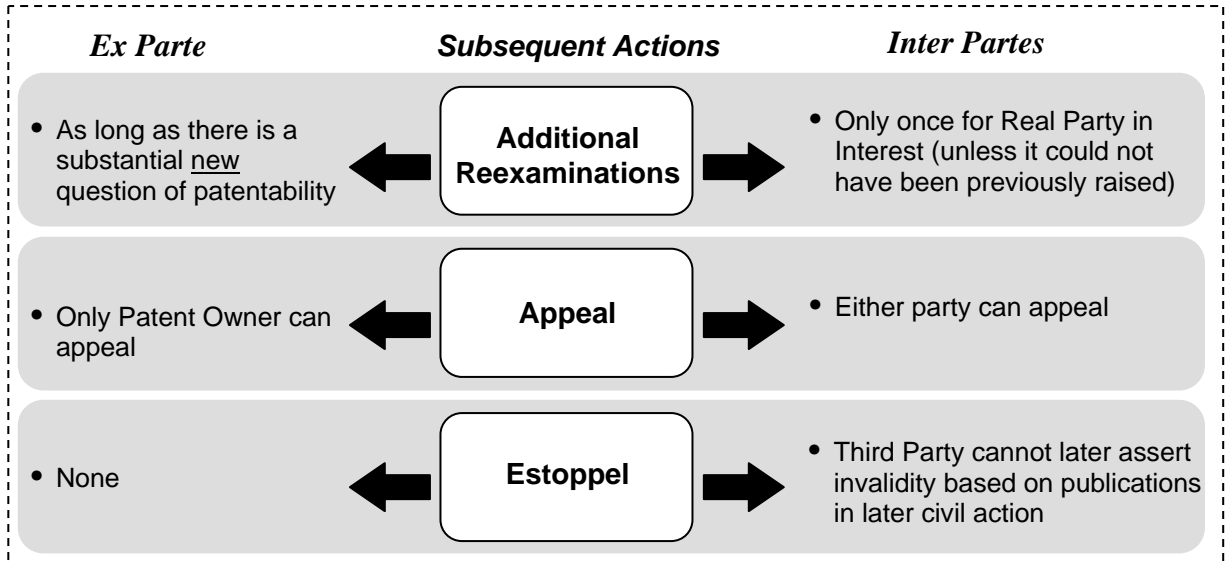 Ex Parte Subsequent Actions Inter Partes
• As long as there is a
substantial new
question of patentability
Additional
Reexaminations
• Only once for Real Party in
Interest (unless it could not
have been previously raised)
• Only Patent Owner can
appeal
Appeal
• Either party can appeal
• None
Estoppel
• Third Party cannot later assert
invalidity based on publications
in later civil action